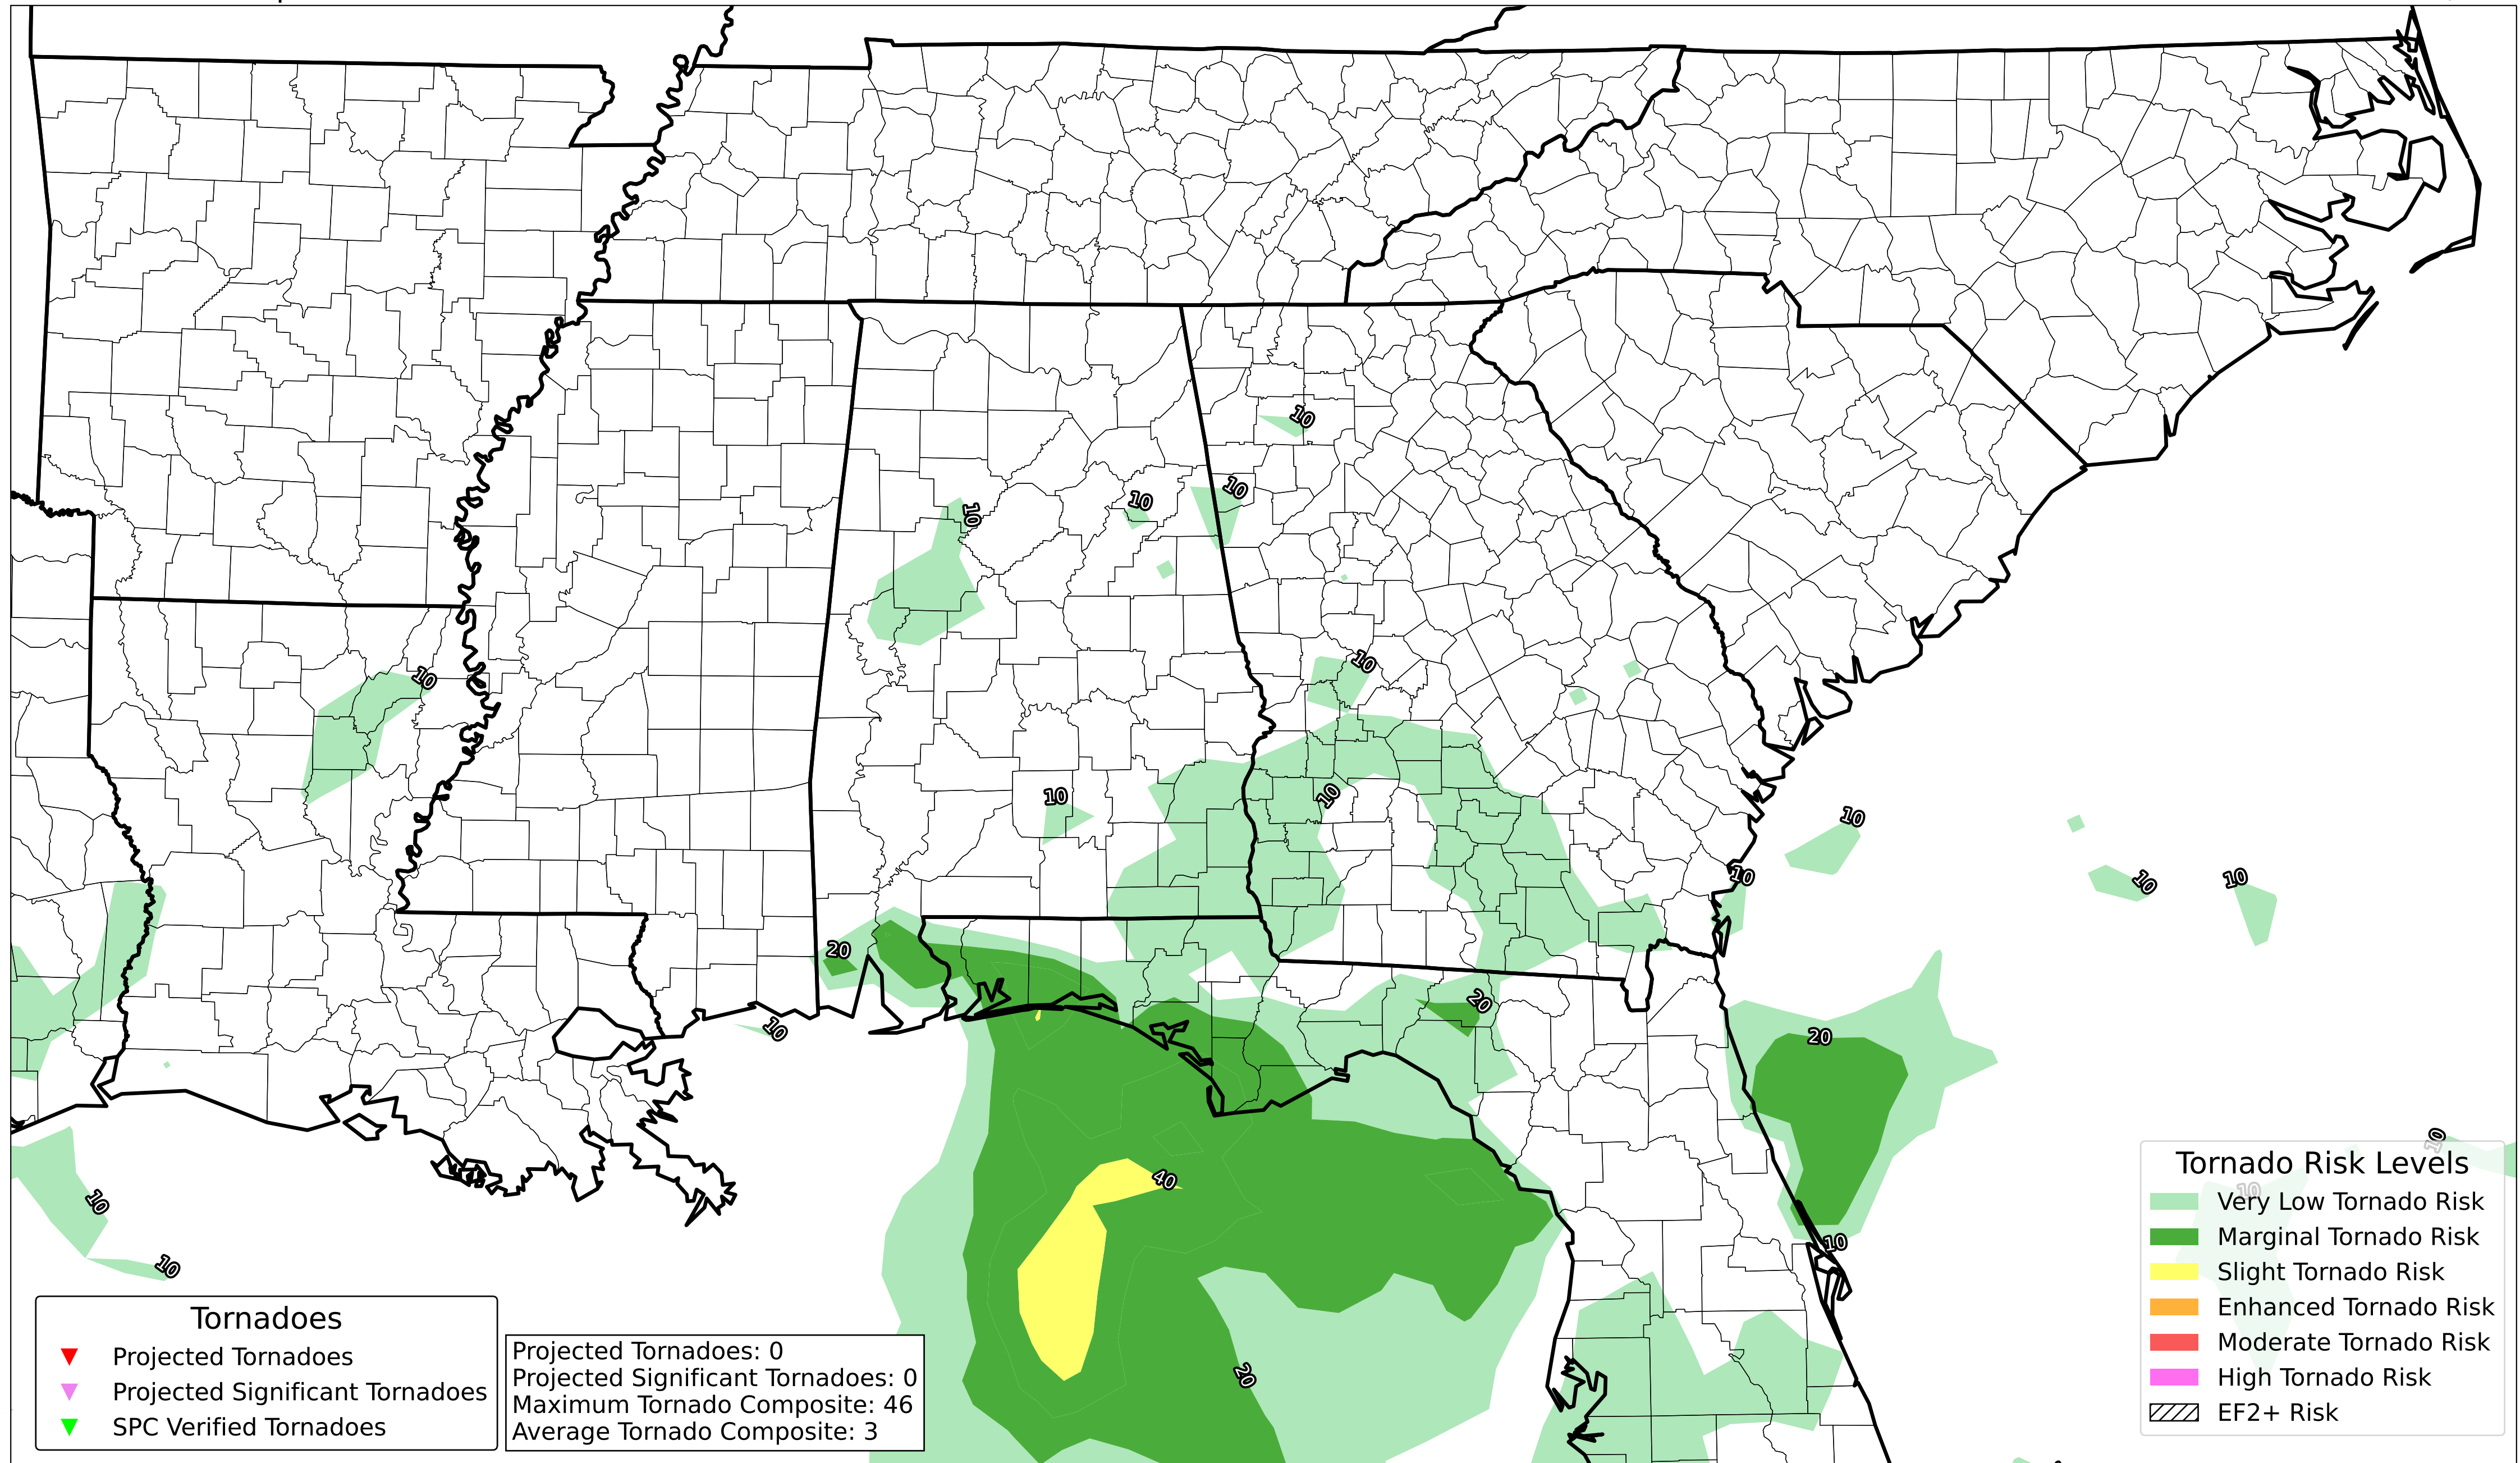 10
10
10
10
10
10
10
10
10
10
10
10
10
10
20
20
10
20
10
40
10
10
10
10
20
Tornado Risk Levels
Very Low Tornado Risk
Marginal Tornado Risk
Slight Tornado Risk
Enhanced Tornado Risk
Moderate Tornado Risk
High Tornado Risk
EF2+ Risk
Tornadoes
Projected Tornadoes
Projected Significant Tornadoes
SPC Verified Tornadoes
Projected Tornadoes: 0
Projected Significant Tornadoes: 0
Maximum Tornado Composite: 46
Average Tornado Composite: 3